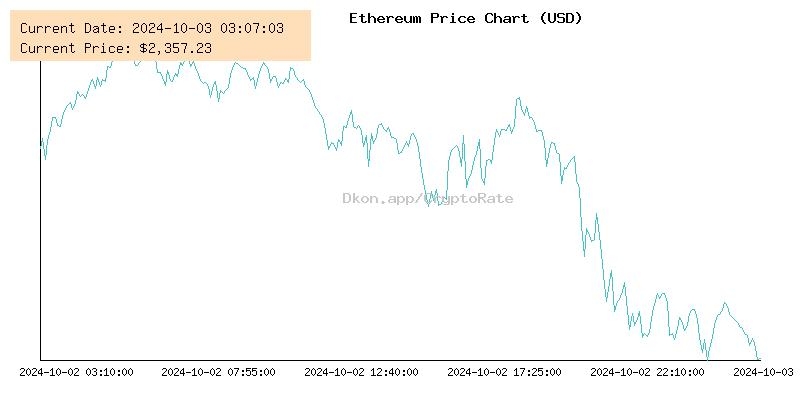 Ethereum Price Chart (USD)
Current Date: 2024-10-03 03:07:03
Current Price: $2,357.23
Dkon.app/CryptoRate
2024-10-02 03:10:00 2024-10-02 07:55:00 2024-10-02 12:40:00 2024-10-02 17:25:00 2024-10-02 22:10:00 2024-10-03